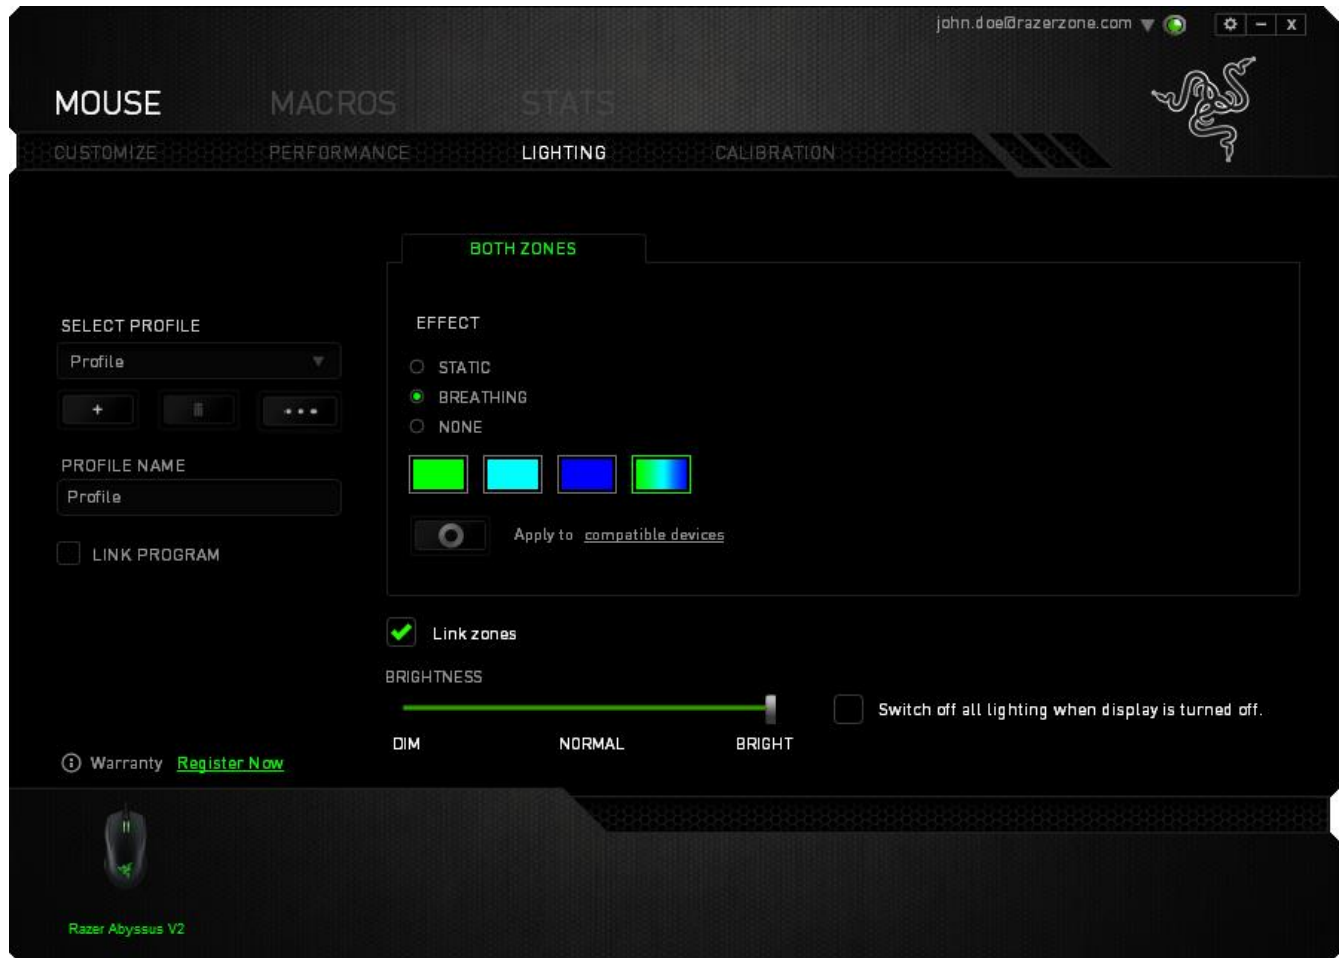 john.doe@razerzone.com
X
MOUSE MACROS STATS
CUSTOMIZE PERFORMANCE LIGHTING CALIBRATION
BOTH ZONES
SELECT PROFILE
Profile
+ •••
PROFILE NAME
Profile
LINK PROGRAM
EFFECT
STATIC
BREATHING
NONE
Apply to compatible devices
Link zones
BRIGHTNESS
DIM NORMAL BRIGHT
Switch off all lighting when display is turned off.
Warranty Register Now
Razer Abyssus V2